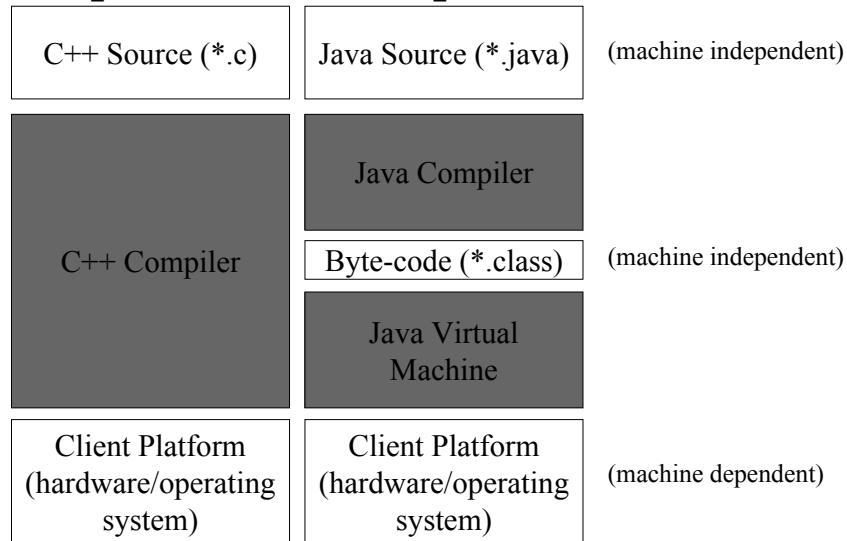 C++ Source (*.c)
Java Source (*.java)
(machine independent)
C++ Compiler
Java Compiler
Byte-code (*.class)
(machine independent)
Java Virtual
Machine
Client Platform
(hardware/operating
system)
Client Platform
(hardware/operating
system)
(machine dependent)